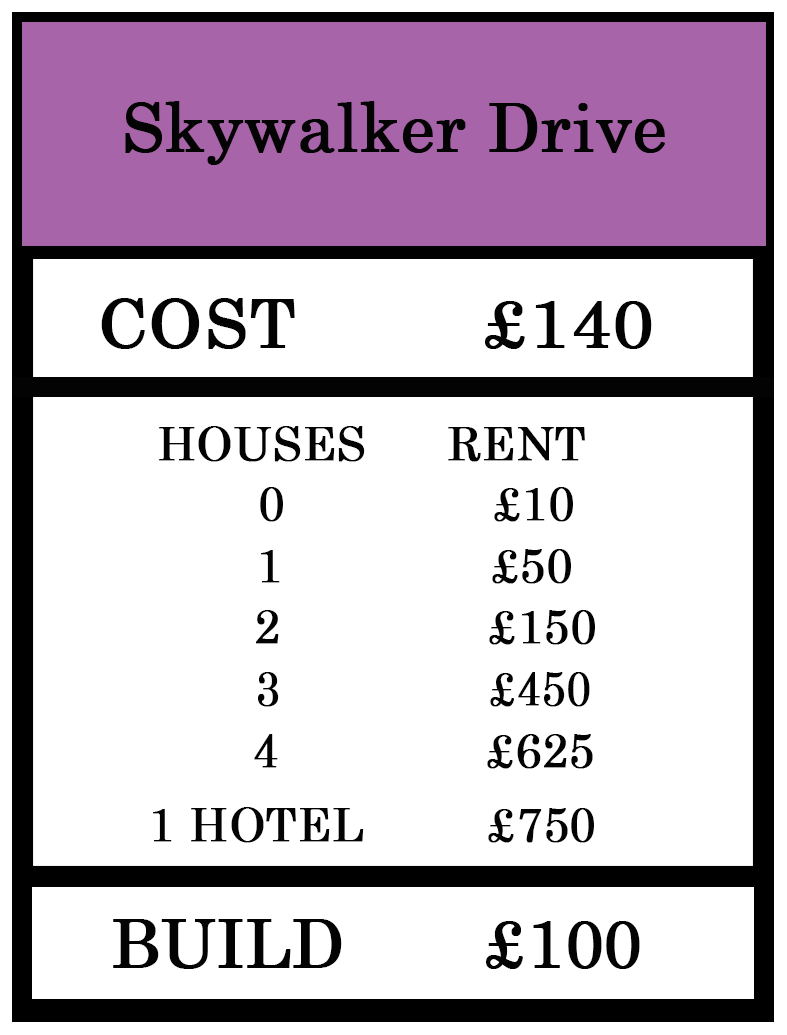 Skywalker Drive
COST £140
HOUSES RENT
0 £10
1 £50
2 £150
3 £450
4 £625
1 HOTEL £750
BUILD £100